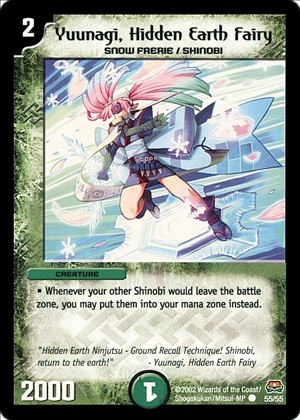 2
Yuunagi, Hidden Earth Fairy
SNOW FAERIE / SHINOBI
CREATURE
▪ Whenever your other Shinobi would leave the battle
zone, you may put them into your mana zone instead.
"Hidden Earth Ninjutsu - Ground Recall Technique! Shinobi,
return to the earth!" - Yuunagi, Hidden Earth Fairy
2000
1
©2002 Wizards of the Coast/
Shogakukan/Mitsui-MP ● 55/55